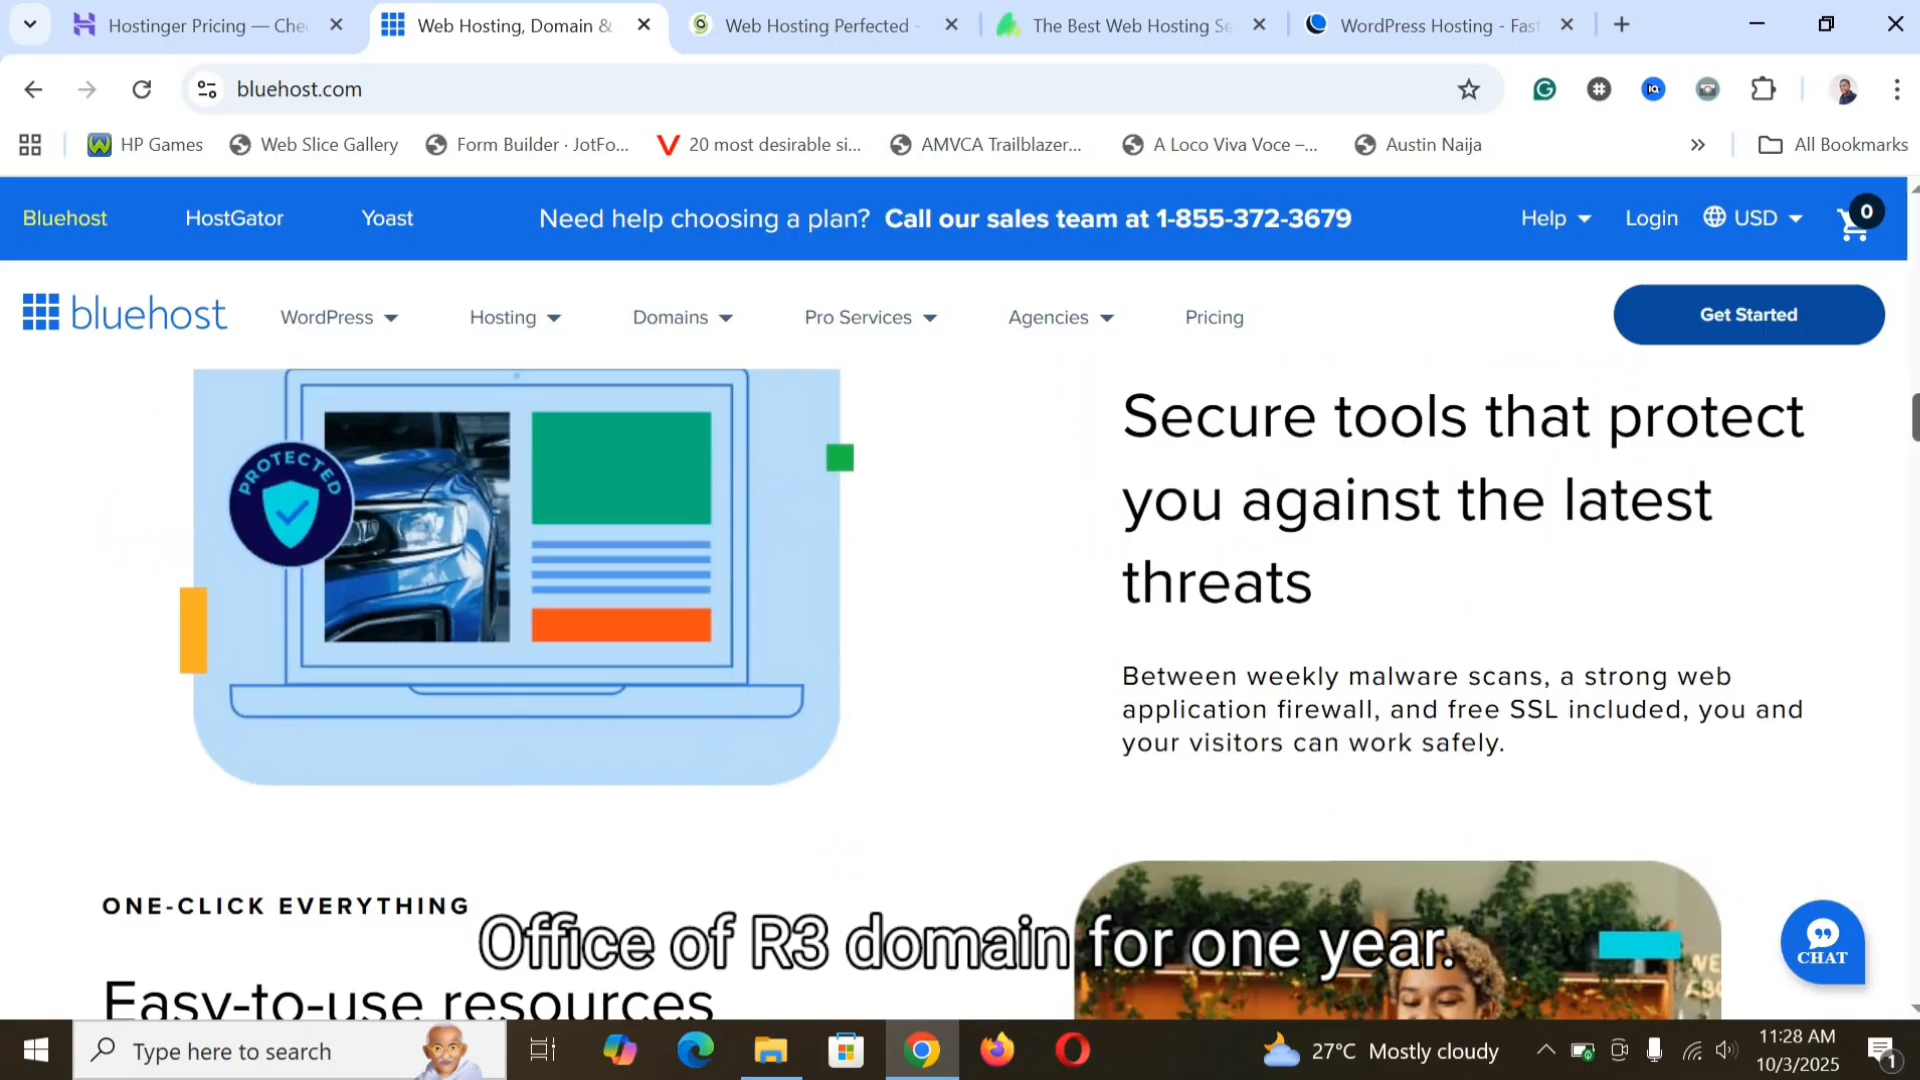 Hostinger Pricing — Che
Web Hosting, Domain &
Web Hosting Perfected -
The Best Web Hosting Se
WordPress Hosting - Fast
bluehost.com
HP Games
Web Slice Gallery
Form Builder · JotFo...
20 most desirable si...
AMVCA Trailblazer...
A Loco Viva Voce –...
Austin Naija
All Bookmarks
Bluehost
HostGator
Yoast
Need help choosing a plan? Call our sales team at 1-855-372-3679
Help
Login
USD
0
bluehost
WordPress
Hosting
Domains
Pro Services
Agencies
Pricing
Get Started
PROTECTED
Secure tools that protect
you against the latest
threats
Between weekly malware scans, a strong web
application firewall, and free SSL included, you and
your visitors can work safely.
ONE-CLICK EVERYTHING
Office of R3 domain for one year.
Easy-to-use resources
CHAT
Type here to search
27°C Mostly cloudy
11:28 AM
10/3/2025
1